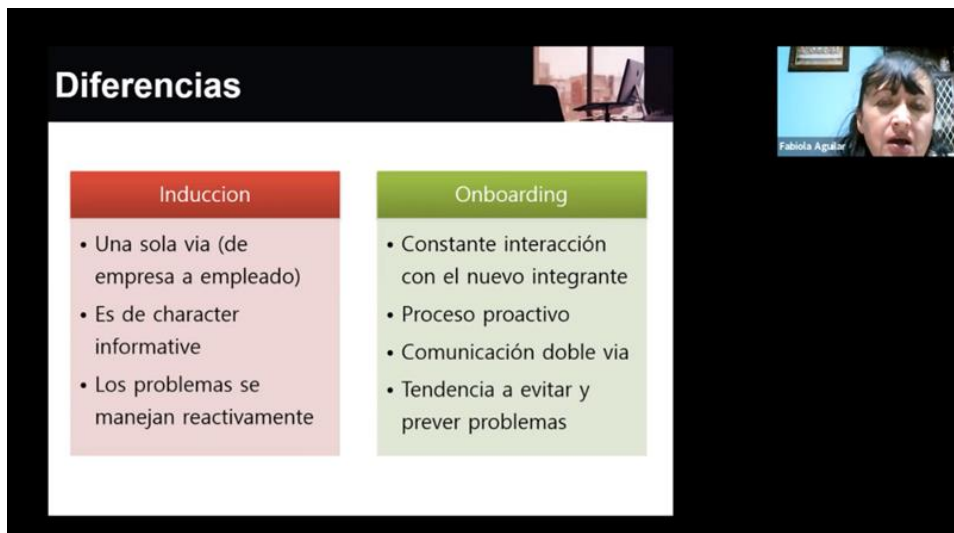 Diferencias
Induccion
• Una sola via (de
empresa a empleado)
• Es de character
informative
• Los problemas se
manejan reactivamente
Onboarding
• Constante interacción
con el nuevo integrante
• Proceso proactivo
• Comunicación doble via
• Tendencia a evitar y
prever problemas
Fabiola Aguilar